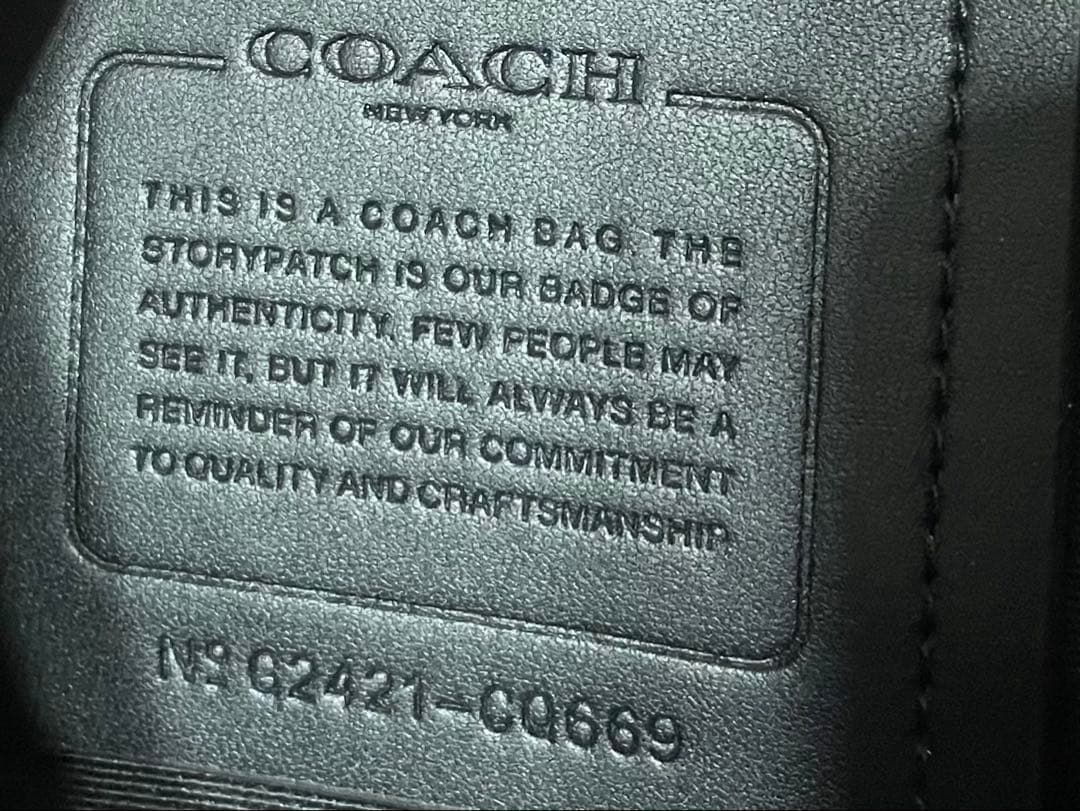 COACH
NEW YORK
THIS IS A COACH BAG. THE
STORYPATCH IS OUR BADGE OF
AUTHENTICITY. FEW PEOPLE MAY
SEE IT, BUT IT WILL ALWAYS BE A
REMINDER OF OUR COMMITMENT
TO QUALITY AND CRAFTSMANSHIP.
Nº G2421-CQ669